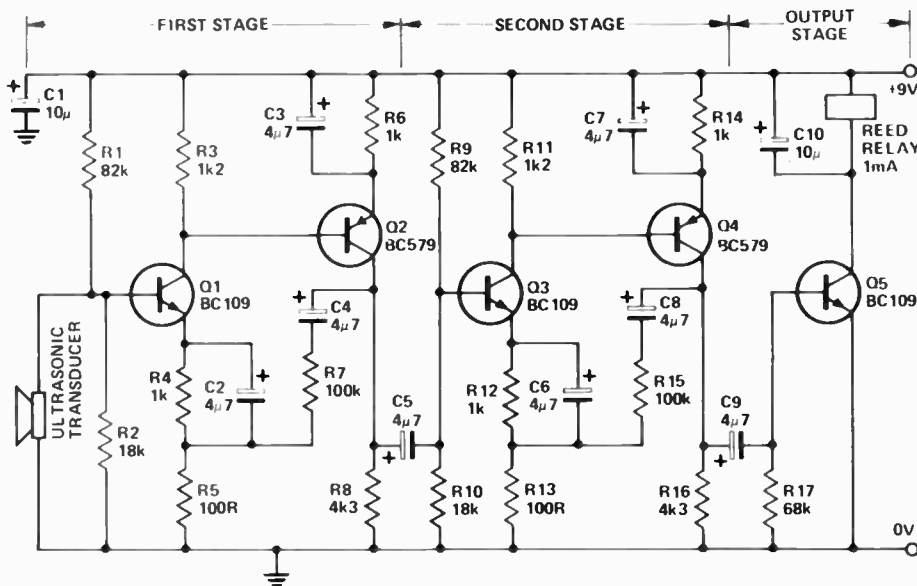 FIRST STAGE
SECOND STAGE
OUTPUT
STAGE
C1
10µ
R1
82k
R3
1k2
C3
4µ7
R6
1k
R9
82k
R11
1k2
C7
4µ7
R14
1k
C10
10µ
+9V
REED
RELAY
1mA
Q1
BC109
Q2
BC579
Q3
BC109
Q4
BC579
Q5
BC109
ULTRASONIC
TRANSDUCER
R2
18k
R4
1k
C2
4µ7
C4
4µ7
R7
100k
C5
4µ7
R5
100R
R8
4k3
R10
18k
R12
1k
C6
4µ7
C8
4µ7
R15
100k
C9
4µ7
R13
100R
R16
4k3
R17
68k
0V